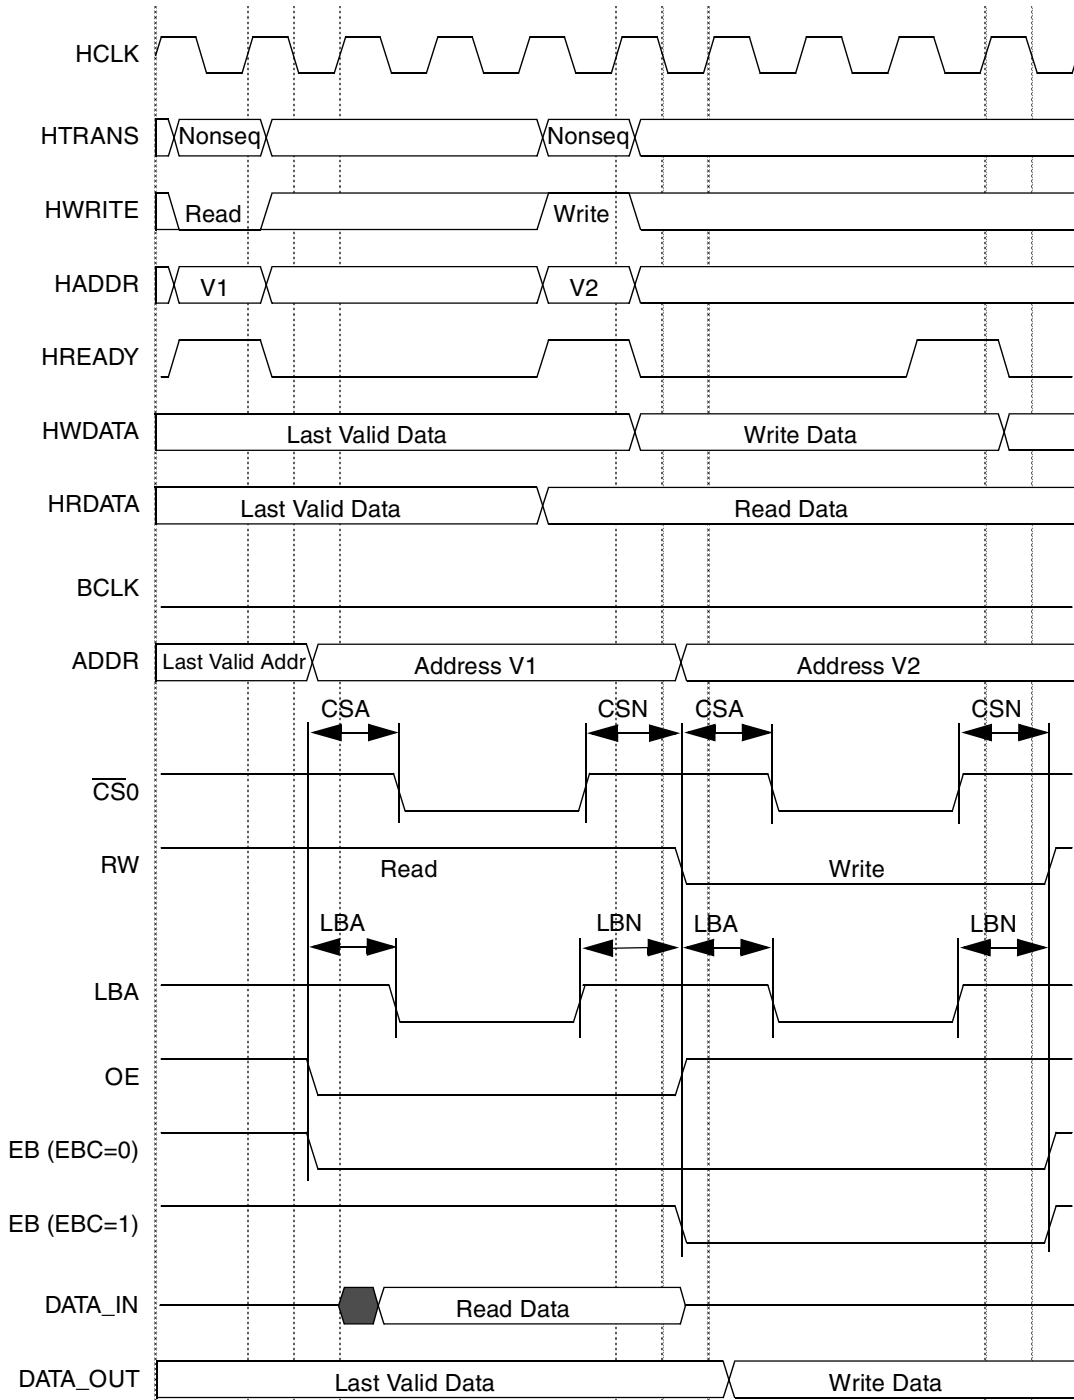 HCLK
HTRANS Nonseq Nonseq
HWRITE Read Write
HADDR V1 V2
HREADY
HWDATA Last Valid Data Write Data
HRDATA Last Valid Data Read Data
BCLK
ADDR Last Valid Addr Address V1 Address V2
CSA CSN CSA CSN
CS0
RW Read Write
LBA LBN LBA LBN
LBA
OE
EB (EBC=0)
EB (EBC=1)
DATA_IN Read Data
DATA_OUT Last Valid Data Write Data